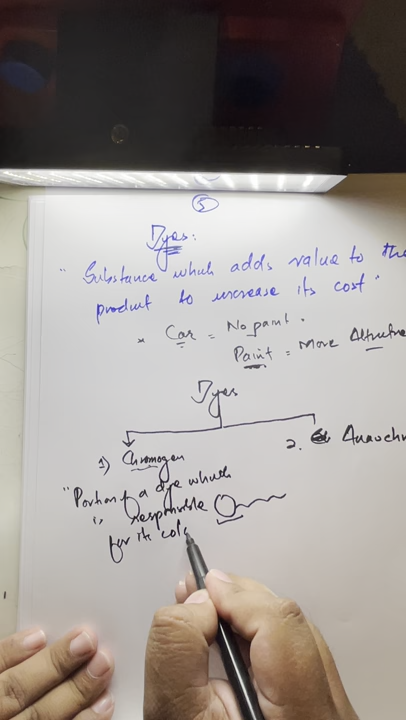 5
Dyes:
"Substance which adds value to the
product to increase its cost"
* Car = No paint.
Paint = More Attractive
Dyes
1) Chromogen
2. Auxochr
"Portion of a dye which
is responsible
for its colo